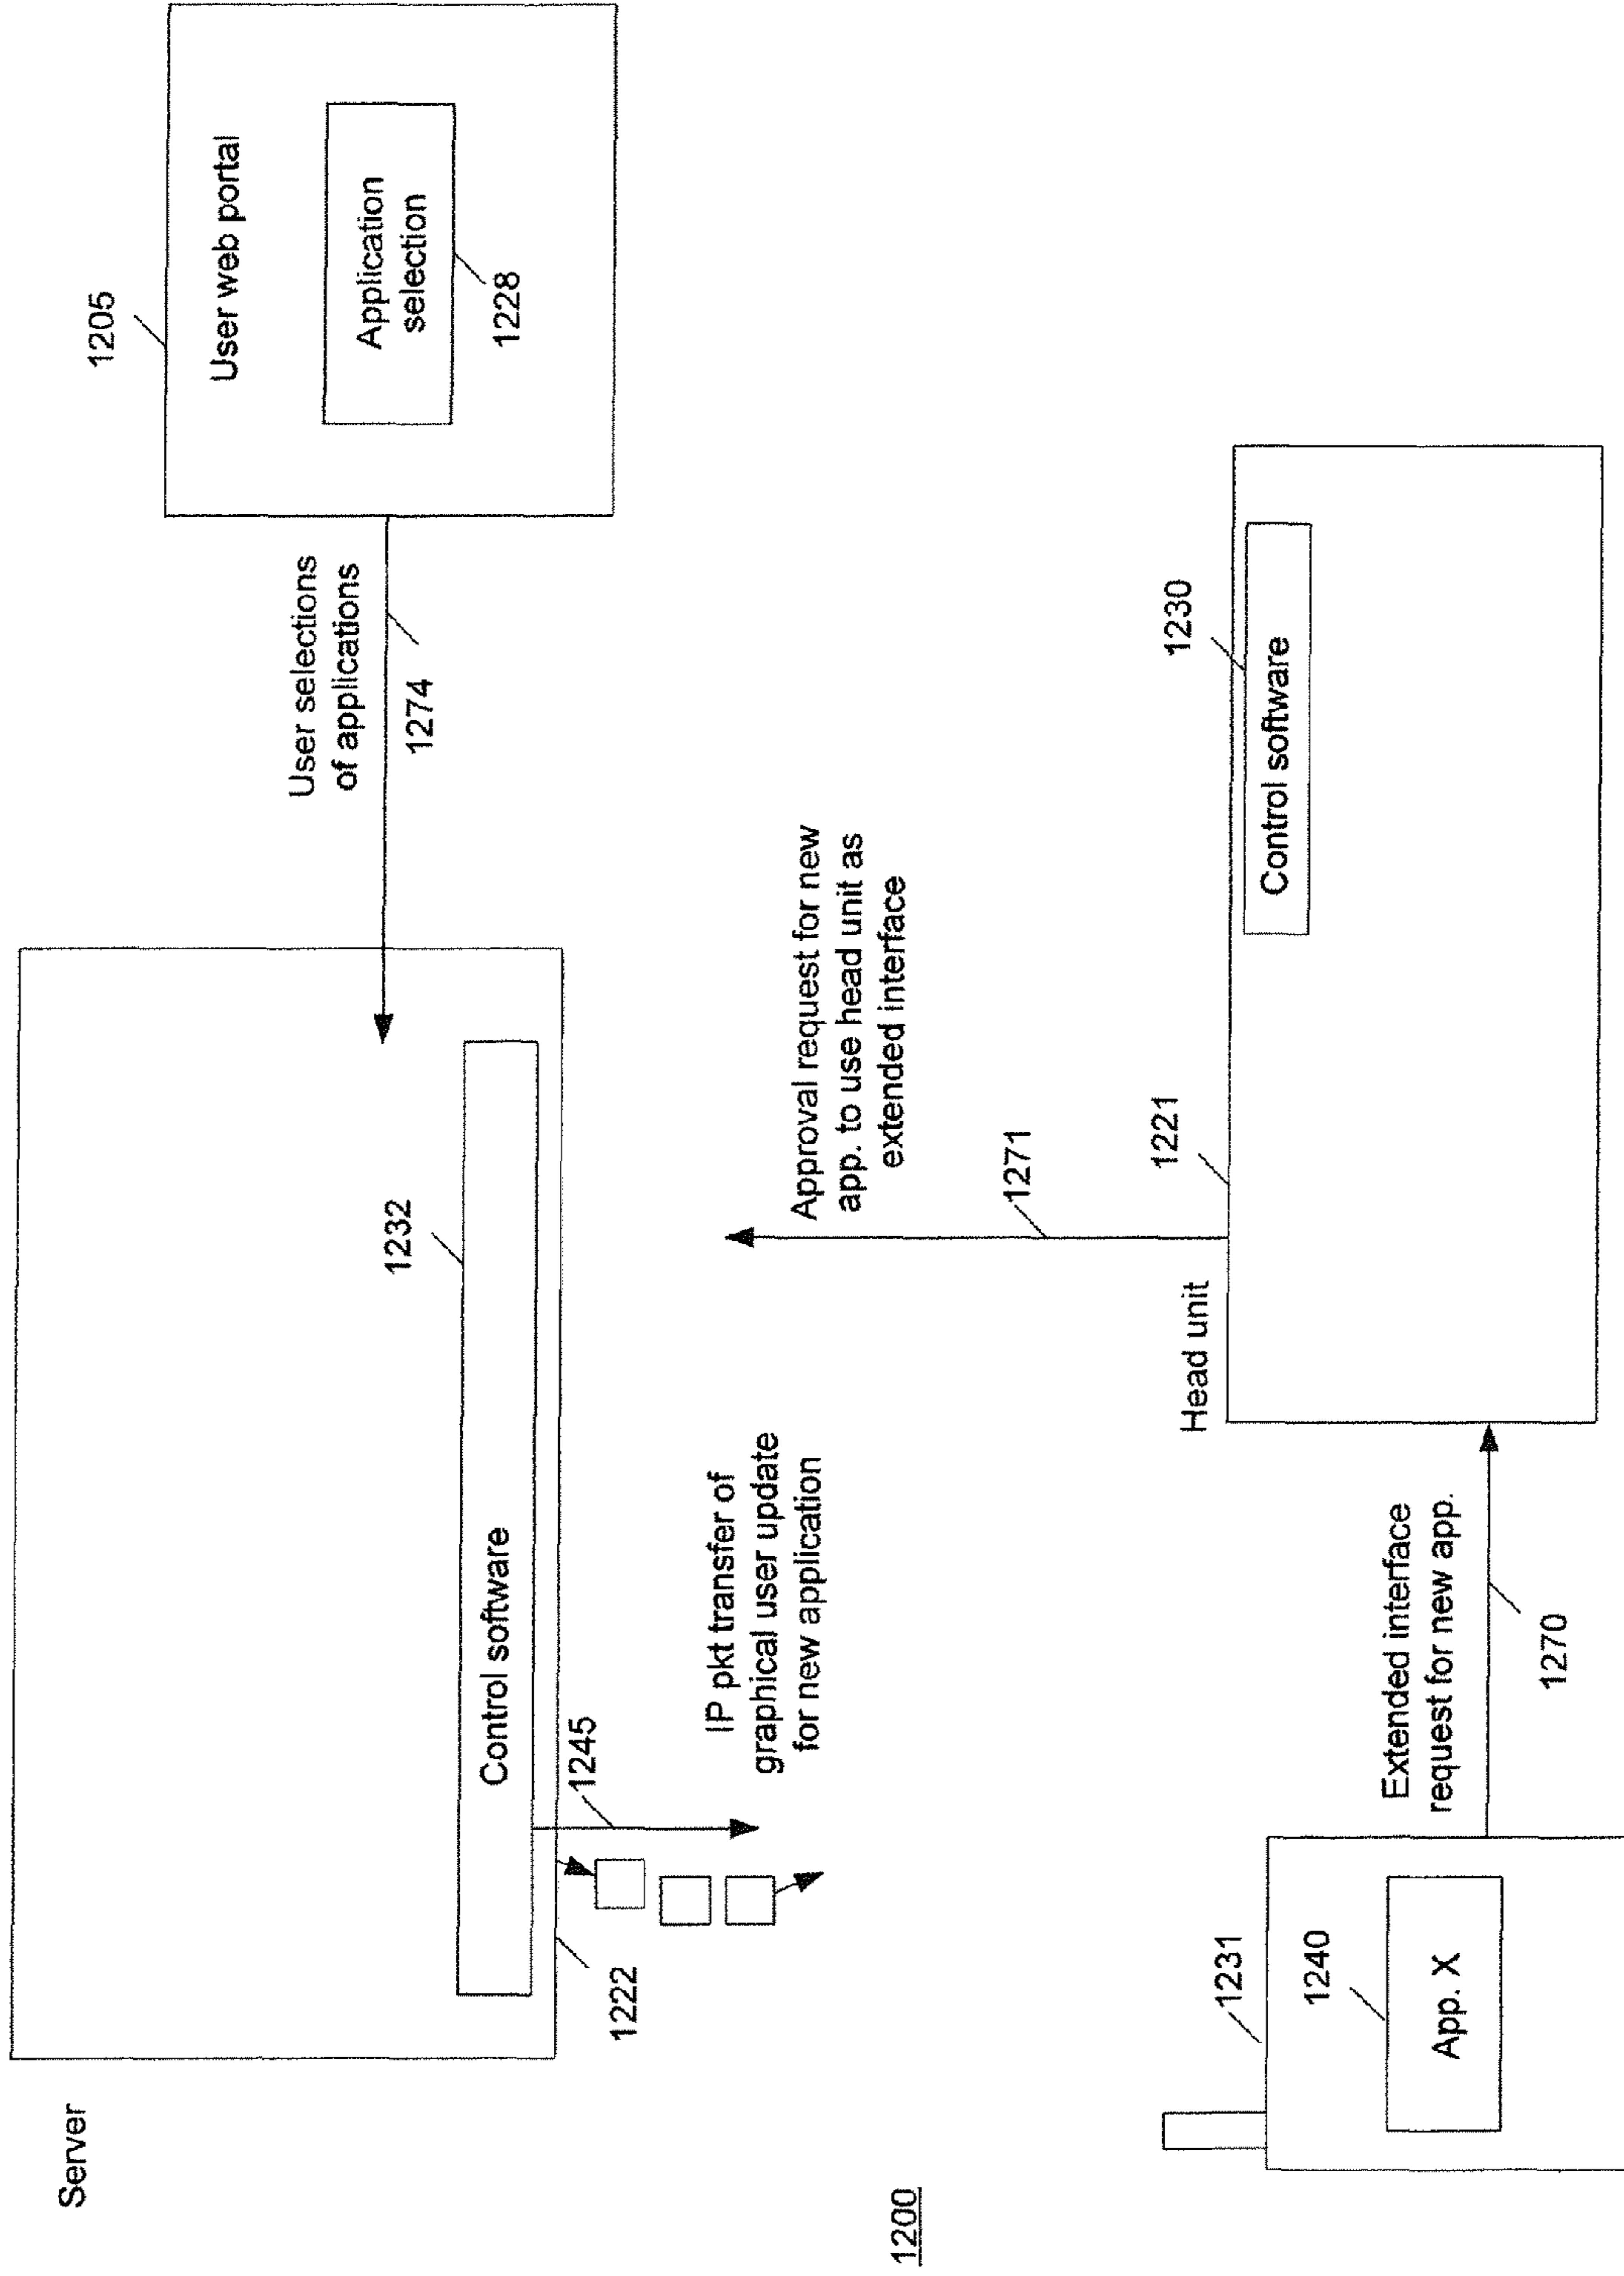 Server
1205
User web portal
Application
selection
1228
User selections
of applications
1274
1232
Control software
1245
1222
IP pkt transfer of
graphical user update
for new application
Approval request for new
app. to use head unit as
extended interface
1271
Head unit
1221
1230
Control software
1231
1240
App. X
Extended interface
request for new app.
1270
1200